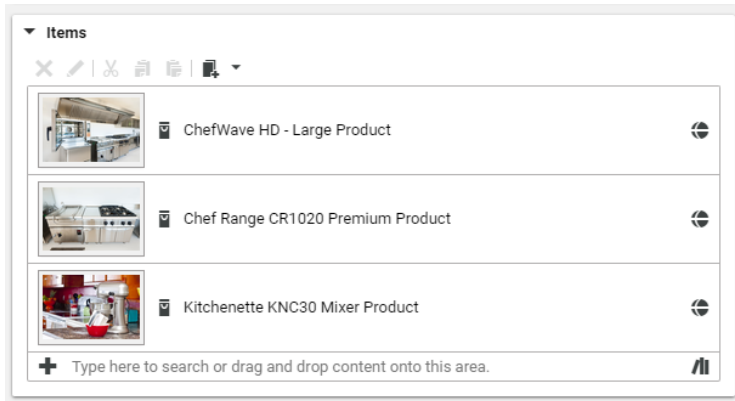 Items
ChefWave HD - Large Product
Chef Range CR1020 Premium Product
Kitchenette KNC30 Mixer Product
Type here to search or drag and drop content onto this area.